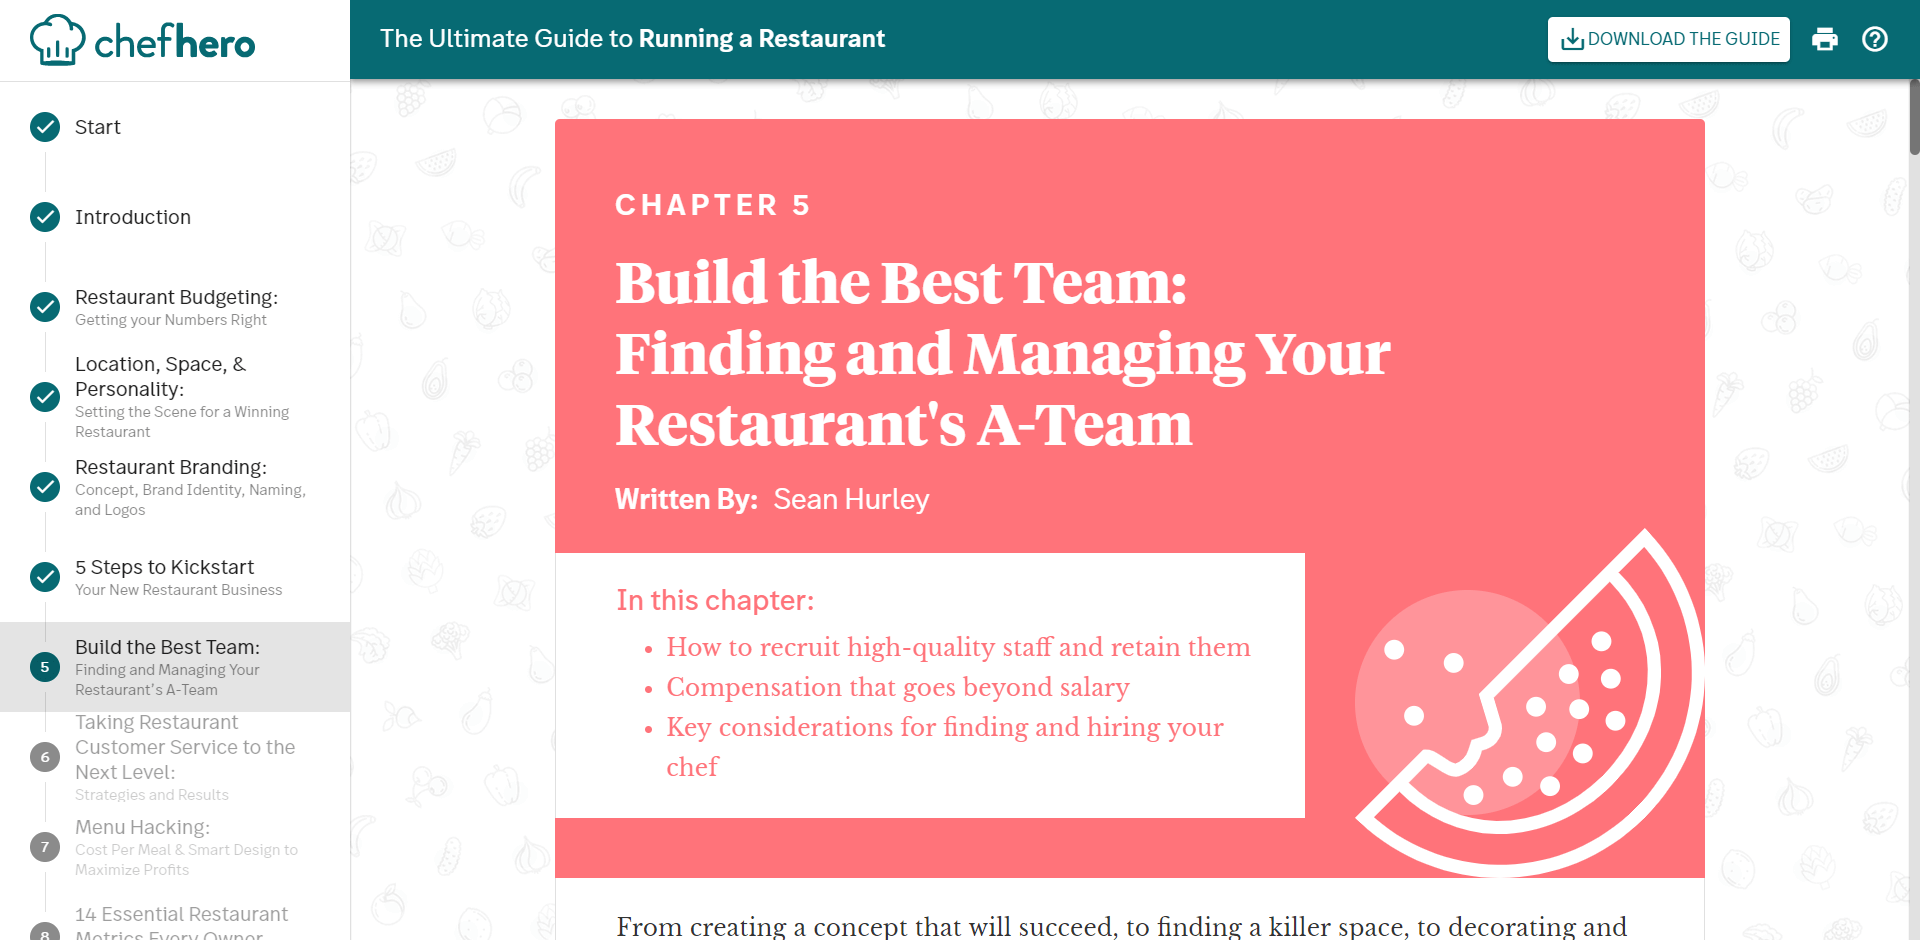 chefhero
The Ultimate Guide to Running a Restaurant
DOWNLOAD THE GUIDE
Start
Introduction
Restaurant Budgeting:
Getting your Numbers Right
Location, Space, &
Personality:
Setting the Scene for a Winning
Restaurant
Restaurant Branding:
Concept, Brand Identity, Naming,
and Logos
5 Steps to Kickstart
Your New Restaurant Business
5
Build the Best Team:
Finding and Managing Your
Restaurant's A-Team
6
Taking Restaurant
Customer Service to the
Next Level:
Strategies and Results
7
Menu Hacking:
Cost Per Meal & Smart Design to
Maximize Profits
8
14 Essential Restaurant
Metrics Every Owner
CHAPTER 5
Build the Best Team:
Finding and Managing Your
Restaurant's A-Team
Written By: Sean Hurley
In this chapter:
• How to recruit high-quality staff and retain them
• Compensation that goes beyond salary
• Key considerations for finding and hiring your
chef
From creating a concept that will succeed, to finding a killer space, to decorating and